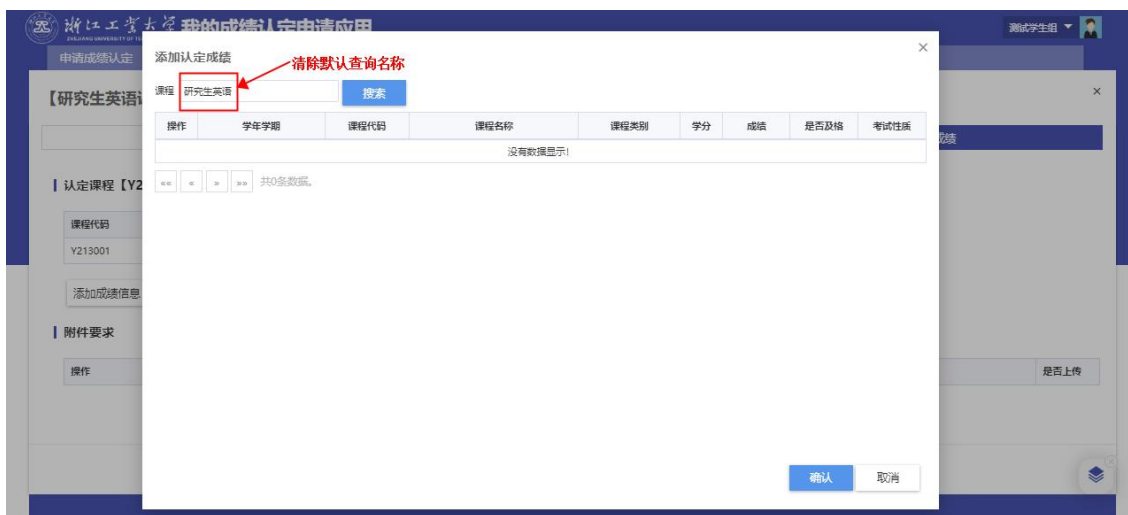 浙江工业大学 我的成绩认定申请应用
测试学生组
申请成绩认定
添加认定成绩
×
清除默认查询名称
【研究生英语
课程 研究生英语 搜索
×
操作 学年学期 课程代码 课程名称 课程类别 学分 成绩 是否及格 考试性质
成绩
没有数据显示!
«« « » »» 共0条数据。
认定课程【Y2
课程代码
Y213001
添加成绩信息
附件要求
操作 是否上传
确认 取消